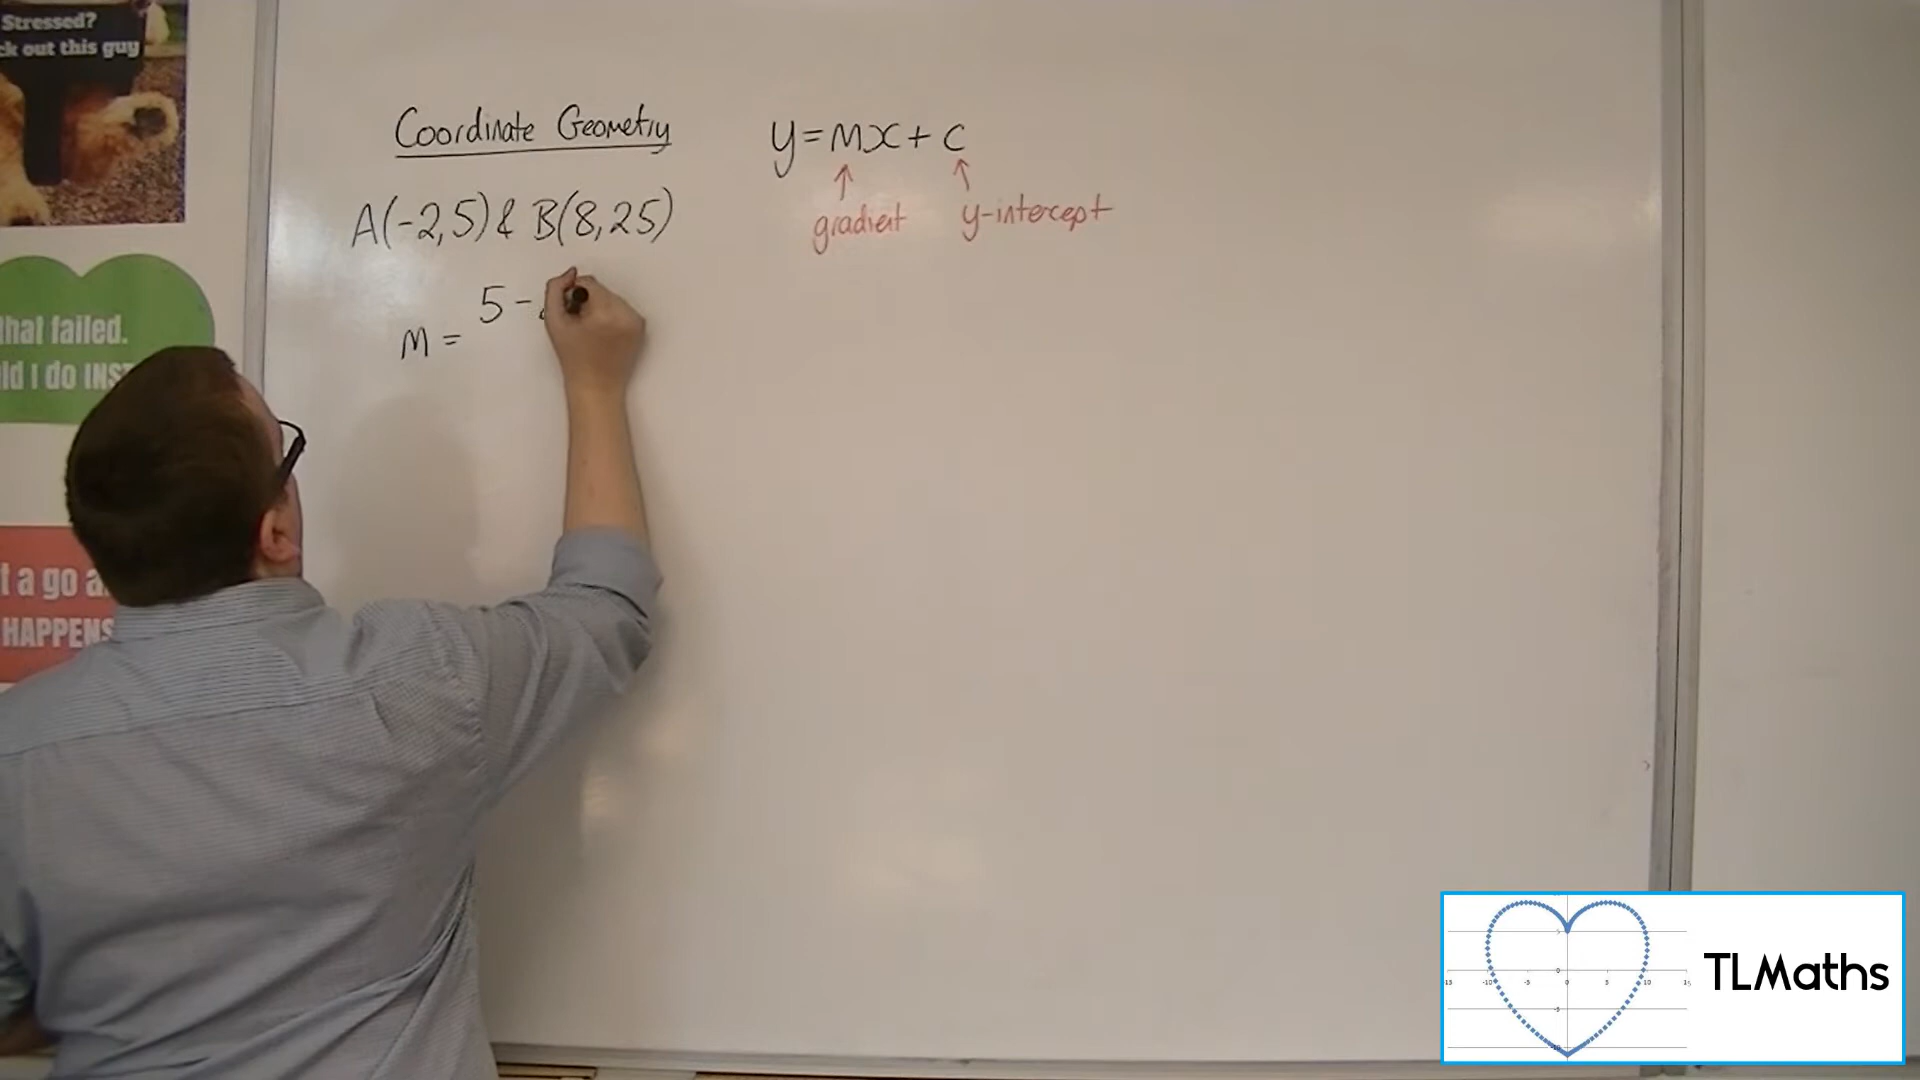 Stressed?
ck out this guy
Coordinate Geometry
y=mx+c
gradient
y-intercept
A(-2,5) & B(8,25)
m = 5 -
that failed.
ld I do INST
t a go a
HAPPENS
TLMaths